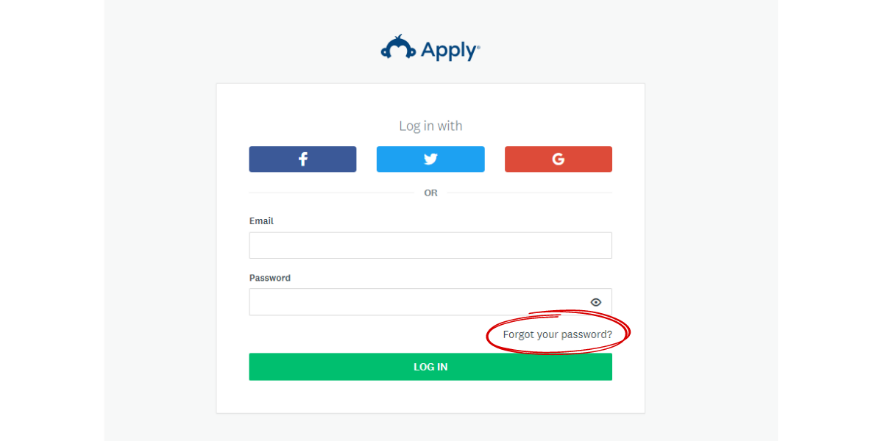 Apply®
Log in with
f
G
OR
Email
Password
Forgot your password?
LOG IN